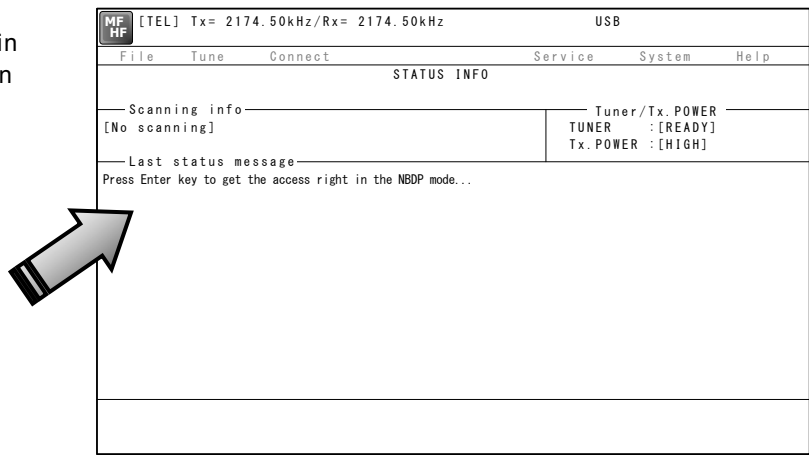 in
n
MF
HF
[TEL] Tx= 2174.50kHz/Rx= 2174.50kHz USB
File Tune Connect Service System Help
STATUS INFO
Scanning info
[No scanning]
Tuner/Tx.POWER
TUNER :[READY]
Tx.POWER :[HIGH]
Last status message
Press Enter key to get the access right in the NBDP mode...